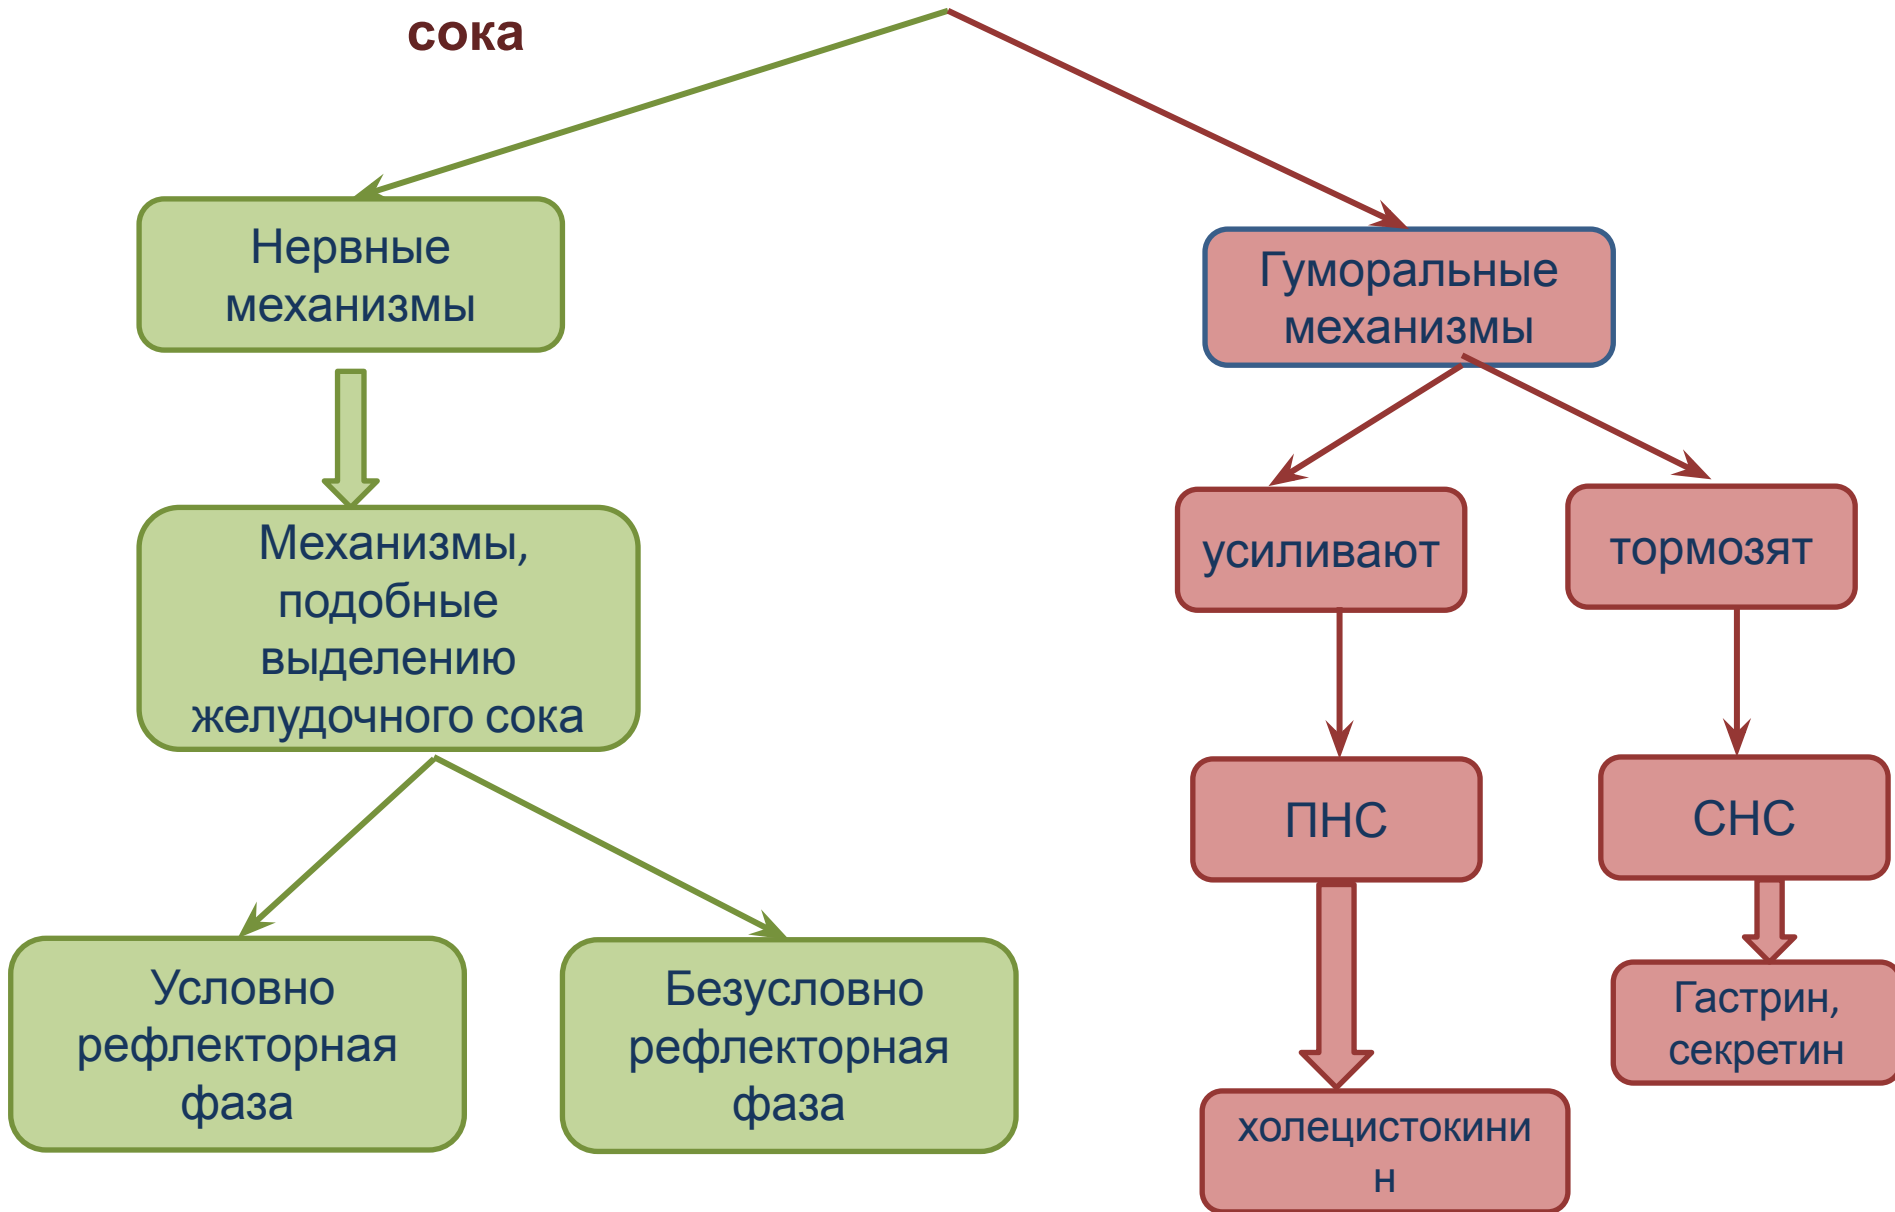 сока
Нервные
механизмы
Гуморальные
механизмы
Механизмы,
подобные
выделению
желудочного сока
усиливают
тормозят
ПНС
СНС
Условно
рефлекторная
фаза
Безусловно
рефлекторная
фаза
Гастрин,
секретин
холецистокини
н